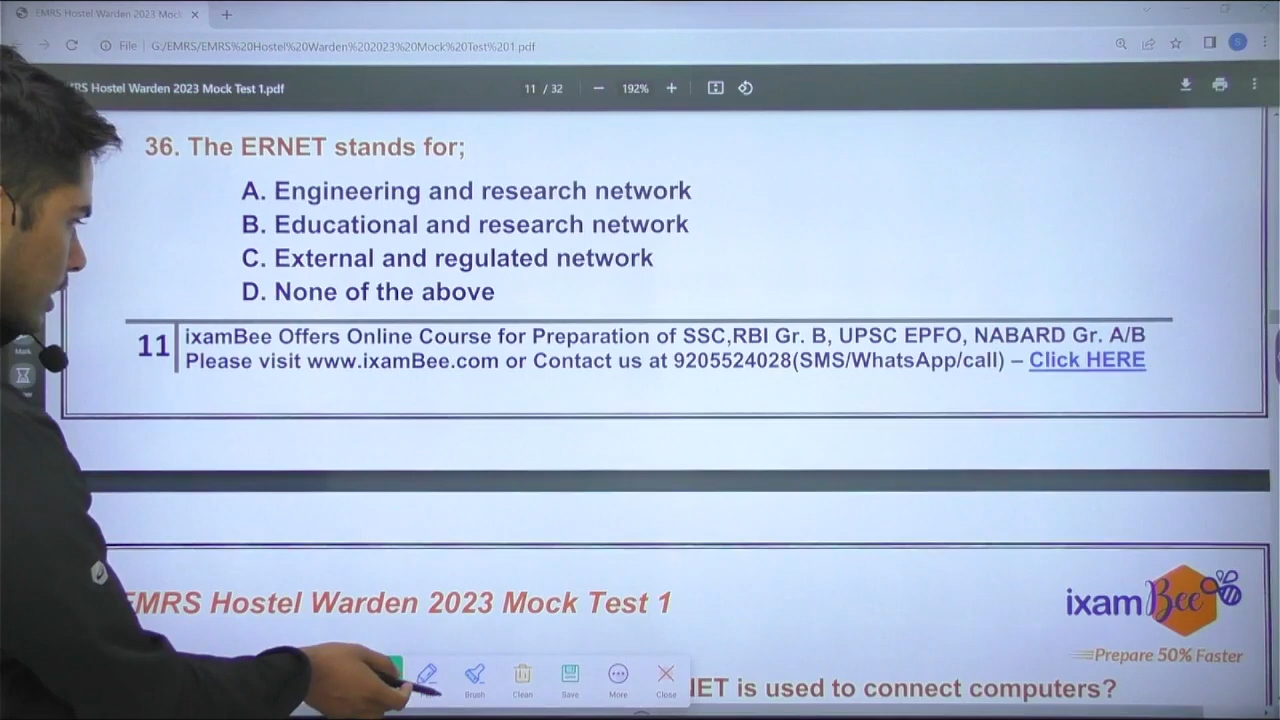 EMRS Hostel Warden 2023 Mock
File G:/EMRS/EMRS%20Hostel%20Warden%202023%20Mock%20Test%201.pdf
S
RS Hostel Warden 2023 Mock Test 1.pdf
11 / 32
192%
36. The ERNET stands for;
A. Engineering and research network
B. Educational and research network
C. External and regulated network
D. None of the above
11
ixamBee Offers Online Course for Preparation of SSC,RBI Gr. B, UPSC EPFO, NABARD Gr. A/B
Please visit www.ixamBee.com or Contact us at 9205524028(SMS/WhatsApp/call) – Click HERE
Mark
EMRS Hostel Warden 2023 Mock Test 1
ixamBee
Prepare 50% Faster
Brush
Clean
Save
More
Close
NET is used to connect computers?